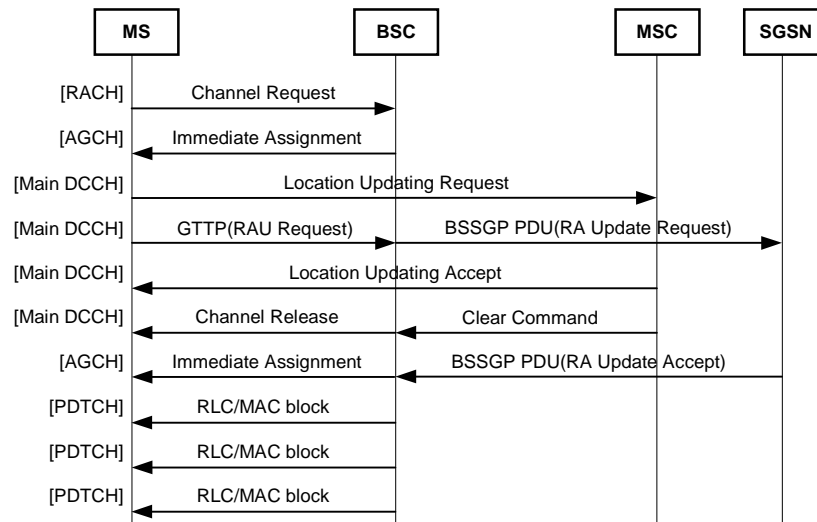 MS BSC MSC SGSN
[RACH] Channel Request
[AGCH] Immediate Assignment
[Main DCCH] Location Updating Request
[Main DCCH] GTTP(RAU Request) BSSGP PDU(RA Update Request)
[Main DCCH] Location Updating Accept
[Main DCCH] Channel Release Clear Command
[AGCH] Immediate Assignment BSSGP PDU(RA Update Accept)
[PDTCH] RLC/MAC block
[PDTCH] RLC/MAC block
[PDTCH] RLC/MAC block